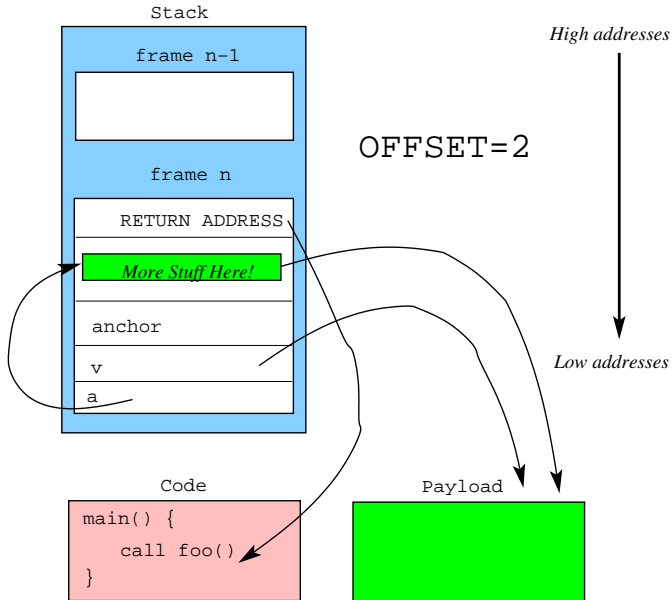 Stack
High addresses
frame n-1
OFFSET=2
frame n
RETURN ADDRESS
More Stuff Here!
anchor
v
Low addresses
a
Code
main() {
call foo()
}
Payload